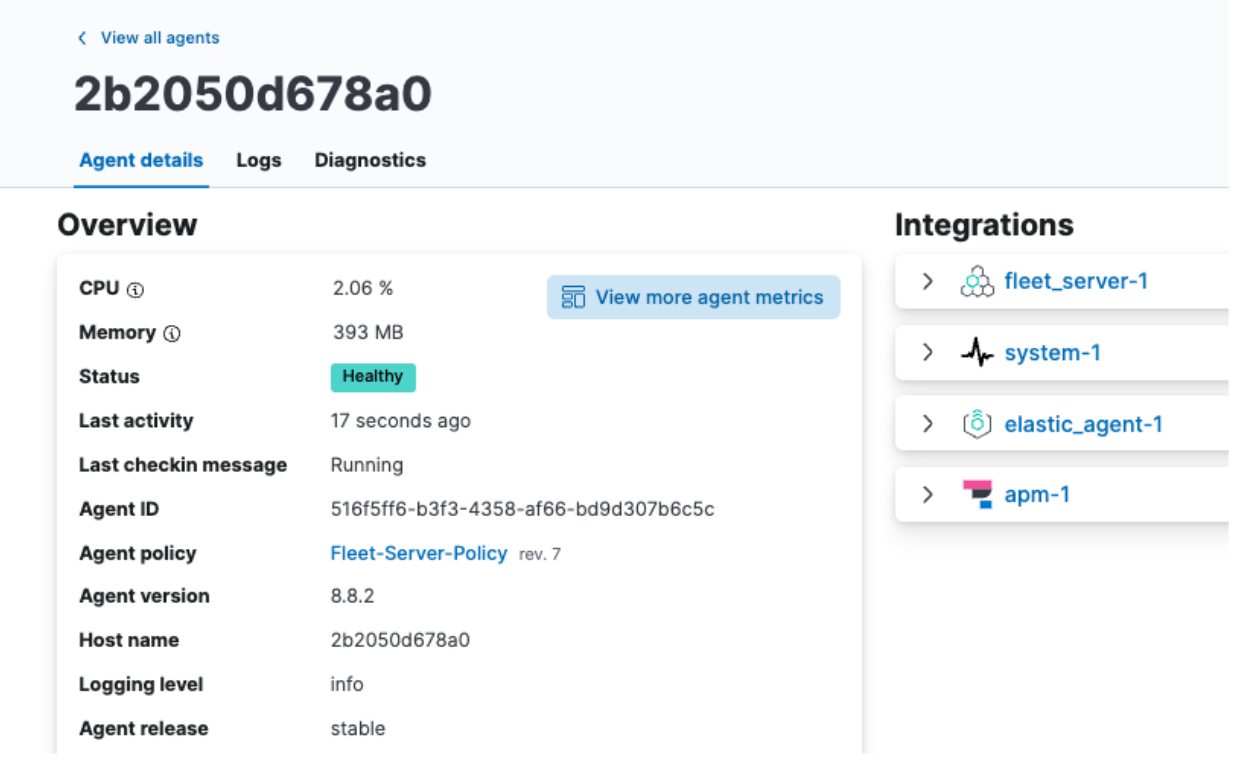 View all agents
2b2050d678a0
Agent details Logs Diagnostics
Overview
CPU 2.06 %
View more agent metrics
Memory 393 MB
Status Healthy
Last activity 17 seconds ago
Last checkin message Running
Agent ID 516f5ff6-b3f3-4358-af66-bd9d307b6c5c
Agent policy Fleet-Server-Policy rev. 7
Agent version 8.8.2
Host name 2b2050d678a0
Logging level info
Agent release stable
Integrations
fleet_server-1
system-1
elastic_agent-1
apm-1